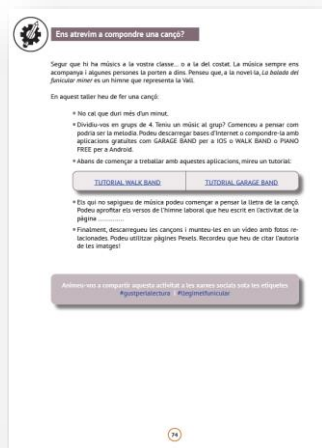 Ens atrevim a compondre una cançó?
Segur que hi ha músics a la vostra classe... o a la del costat. La música sempre ens
acompanya i algunes persones la porten a dins. Penseu que, a la novel·la, La balada del
funicular miner es un himne que representa la Vall.
En aquest taller heu de fer una cançó:
No cal que duri més d'un minut.
Dividiu-vos en grups de 4. Teniu un músic al grup? Comenceu a pensar com
podria ser la melodia. Podeu descarregar bases d'Internet o compondre-la amb
aplicacions gratuïtes com GARAGE BAND per a IOS o WALK BAND o PIANO
FREE per a Android.
Abans de començar a treballar amb aquestes aplicacions, mireu un tutorial:
TUTORIAL WALK BAND
TUTORIAL GARAGE BAND
Els qui no sapigueu de música podeu començar a pensar la lletra de la cançó.
Podeu aprofitar els versos de l'himne laboral que heu escrit en l'activitat de la
pàgina ............
Finalment, descarregueu les cançons i munteu-les en un vídeo amb fotos re-
lacionades. Podeu utilitzar pàgines Pexels. Recordeu que heu de citar l'autoria
de les imatges!
Animeu-vos a compartir aquesta activitat a les xarxes socials sota les etiquetes
#gustperlalectura i #llegimelfunicular
74